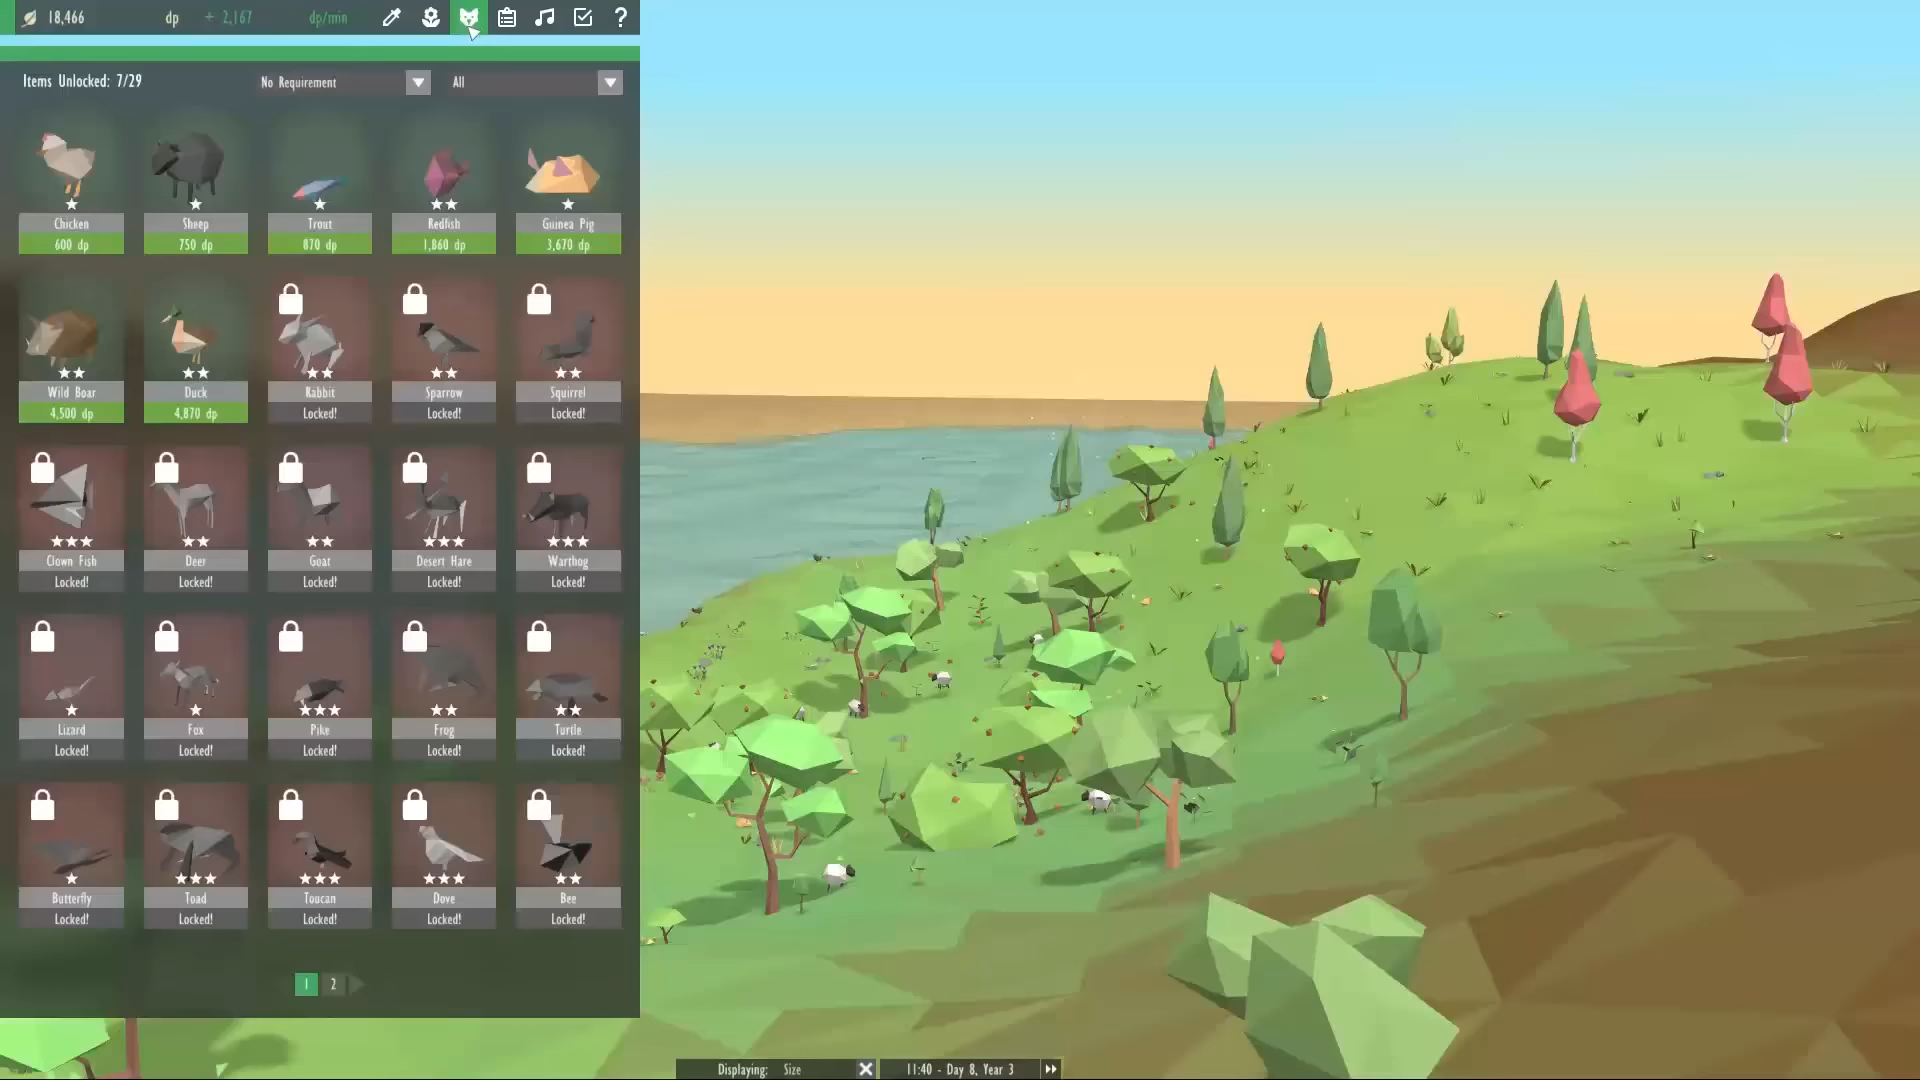 18,466 dp + 2,167 dp/min ?
Items Unlocked: 7/29 No Requirement All
Chicken Sheep Trout Redfish Guinea Pig
600 dp 750 dp 870 dp 1,860 dp 3,670 dp
Wild Boar Duck Rabbit Sparrow Squirrel
4,500 dp 4,870 dp Locked! Locked! Locked!
Clown Fish Deer Goat Desert Hare Warthog
Locked! Locked! Locked! Locked! Locked!
Lizard Fox Pike Frog Turtle
Locked! Locked! Locked! Locked! Locked!
Butterfly Toad Toucan Dove Bee
Locked! Locked! Locked! Locked! Locked!
1 2
Displaying: Size 11:40 - Day 8, Year 3